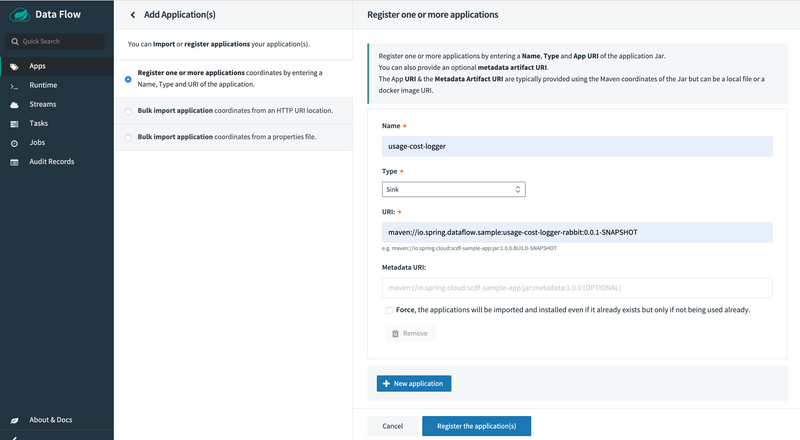 Data Flow
Quick Search
Apps
Runtime
Streams
Tasks
Jobs
Audit Records
About & Docs
Add Application(s)
You can Import or register applications your application(s).
Register one or more applications coordinates by entering a
Name, Type and URI of the application.
Bulk import application coordinates from an HTTP URI location.
Bulk import application coordinates from a properties file.
Register one or more applications
Register one or more applications by entering a Name, Type and App URI of the application Jar.
You can also provide an optional metadata artifact URI.
The App URI & the Metadata Artifact URI are typically provided using the Maven coordinates of the Jar but can be a local file or a
docker image URI.
Name
usage-cost-logger
Type
Sink
URI:
maven://io.spring.dataflow.sample:usage-cost-logger-rabbit:0.0.1-SNAPSHOT
e.g. maven://io.spring.cloud:scdf-sample-app:jar:1.0.0.BUILD-SNAPSHOT
Metadata URI:
maven://io.spring.cloud:scdf-sample-app:jar:metadata:1.0.0 [OPTIONAL]
Force, the applications will be imported and installed even if it already exists but only if not being used already.
Remove
New application
Cancel
Register the application(s)